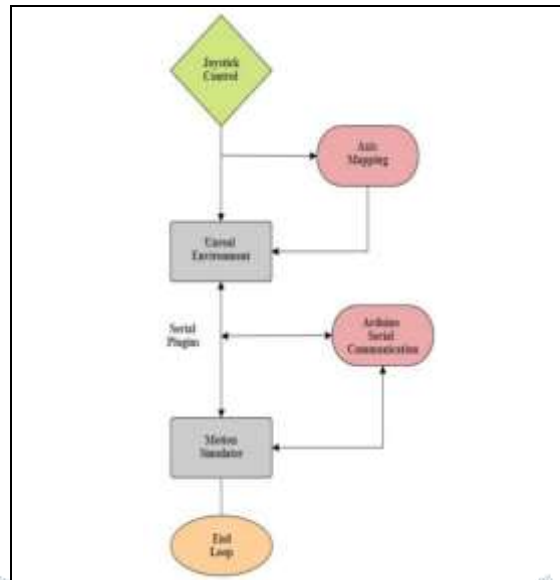 Joystick
Control
Axis
Mapping
Unreal
Environment
Serial
Plugins
Arduino
Serial
Communication
Motion
Simulator
End
Loop